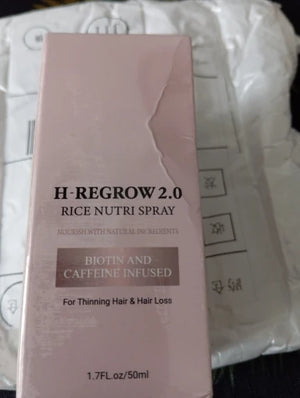 H-REGROW 2.0
RICE NUTRI SPRAY
NOURISH WITH NATURAL INGREDIENTS
BIOTIN AND
CAFFEINE INFUSED
For Thinning Hair & Hair Loss
1.7FL.oz/50ml